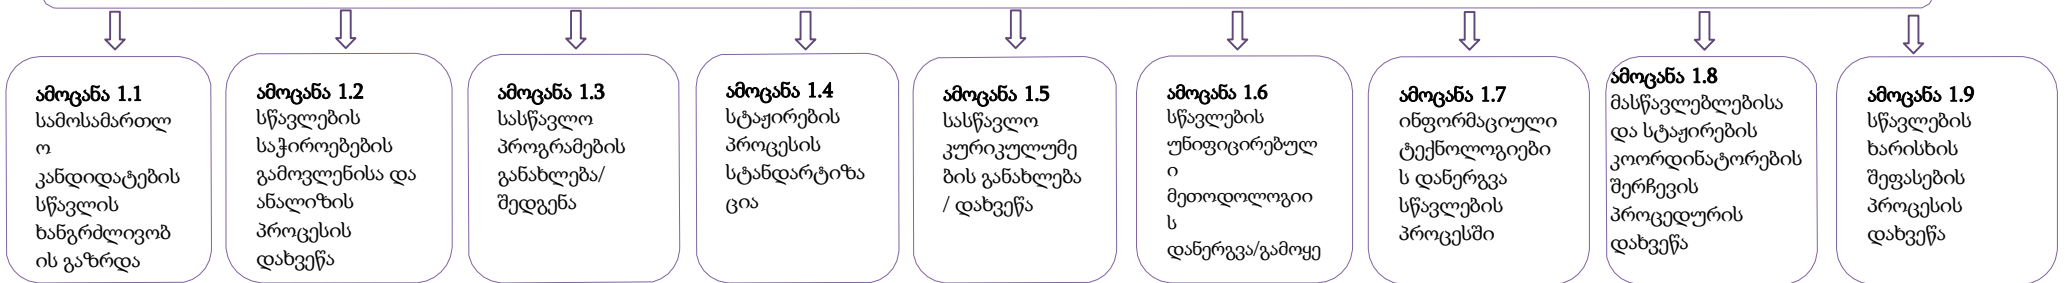 ამოცანა 1.1
სამოსამართლ
ო
კანდიდატების
სწავლის
ხანგრძლივობ
ის გაზრდა
ამოცანა 1.2
სწავლების
საჭიროებების
გამოვლენისა და
ანალიზის
პროცესის
დახვეწა
ამოცანა 1.3
სასწავლო
პროგრამების
განახლება/
შედგენა
ამოცანა 1.4
სტაჟირების
პროცესის
სტანდარტიზა
ცია
ამოცანა 1.5
სასწავლო
კურიკულუმე
ბის განახლება
/ დახვეწა
ამოცანა 1.6
სწავლების
უნიფიცირებულ
ი
მეთოდოლოგიი
ს
დანერგვა/გამოყე
ამოცანა 1.7
ინფორმაციული
ტექნოლოგიები
ს დანერგვა
სწავლების
პროცესში
ამოცანა 1.8
მასწავლებლებისა
და სტაჟირების
კოორდინატორების
შერჩევის
პროცედურის
დახვეწა
ამოცანა 1.9
სწავლების
ხარისხის
შეფასების
პროცესის
დახვეწა